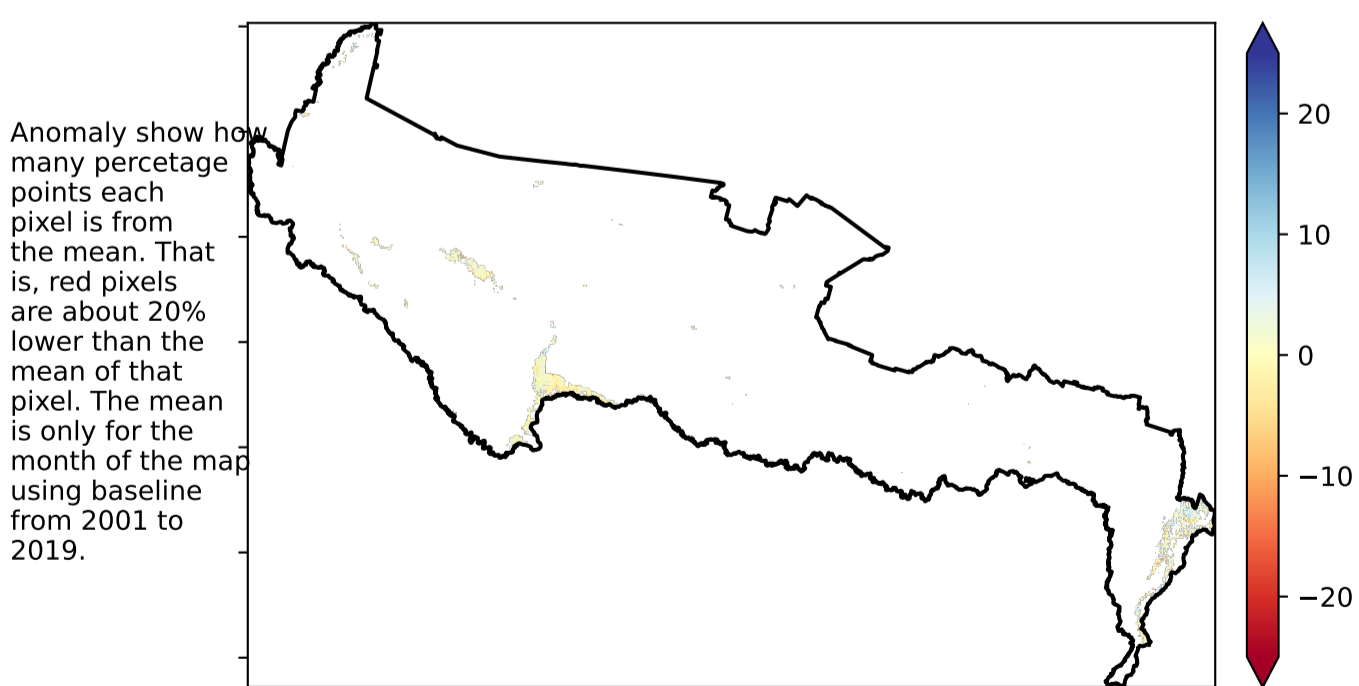 Anomaly show how
many percetage
points each
pixel is from
the mean. That
is, red pixels
are about 20%
lower than the
mean of that
pixel. The mean
is only for the
month of the map
using baseline
from 2001 to
2019.
20
10
0
−10
−20